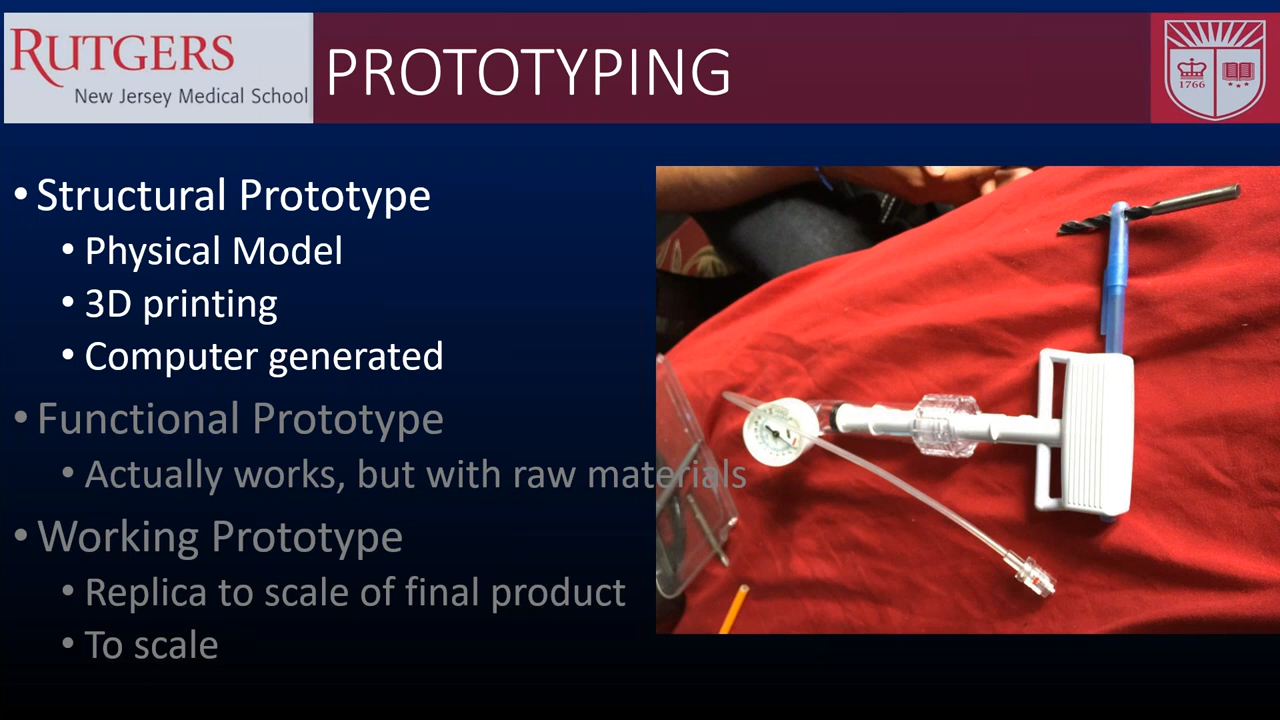 RUTGERS
New Jersey Medical School
PROTOTYPING
1766
• Structural Prototype
• Physical Model
• 3D printing
• Computer generated
• Functional Prototype
• Actually works, but with raw materials
• Working Prototype
• Replica to scale of final product
• To scale